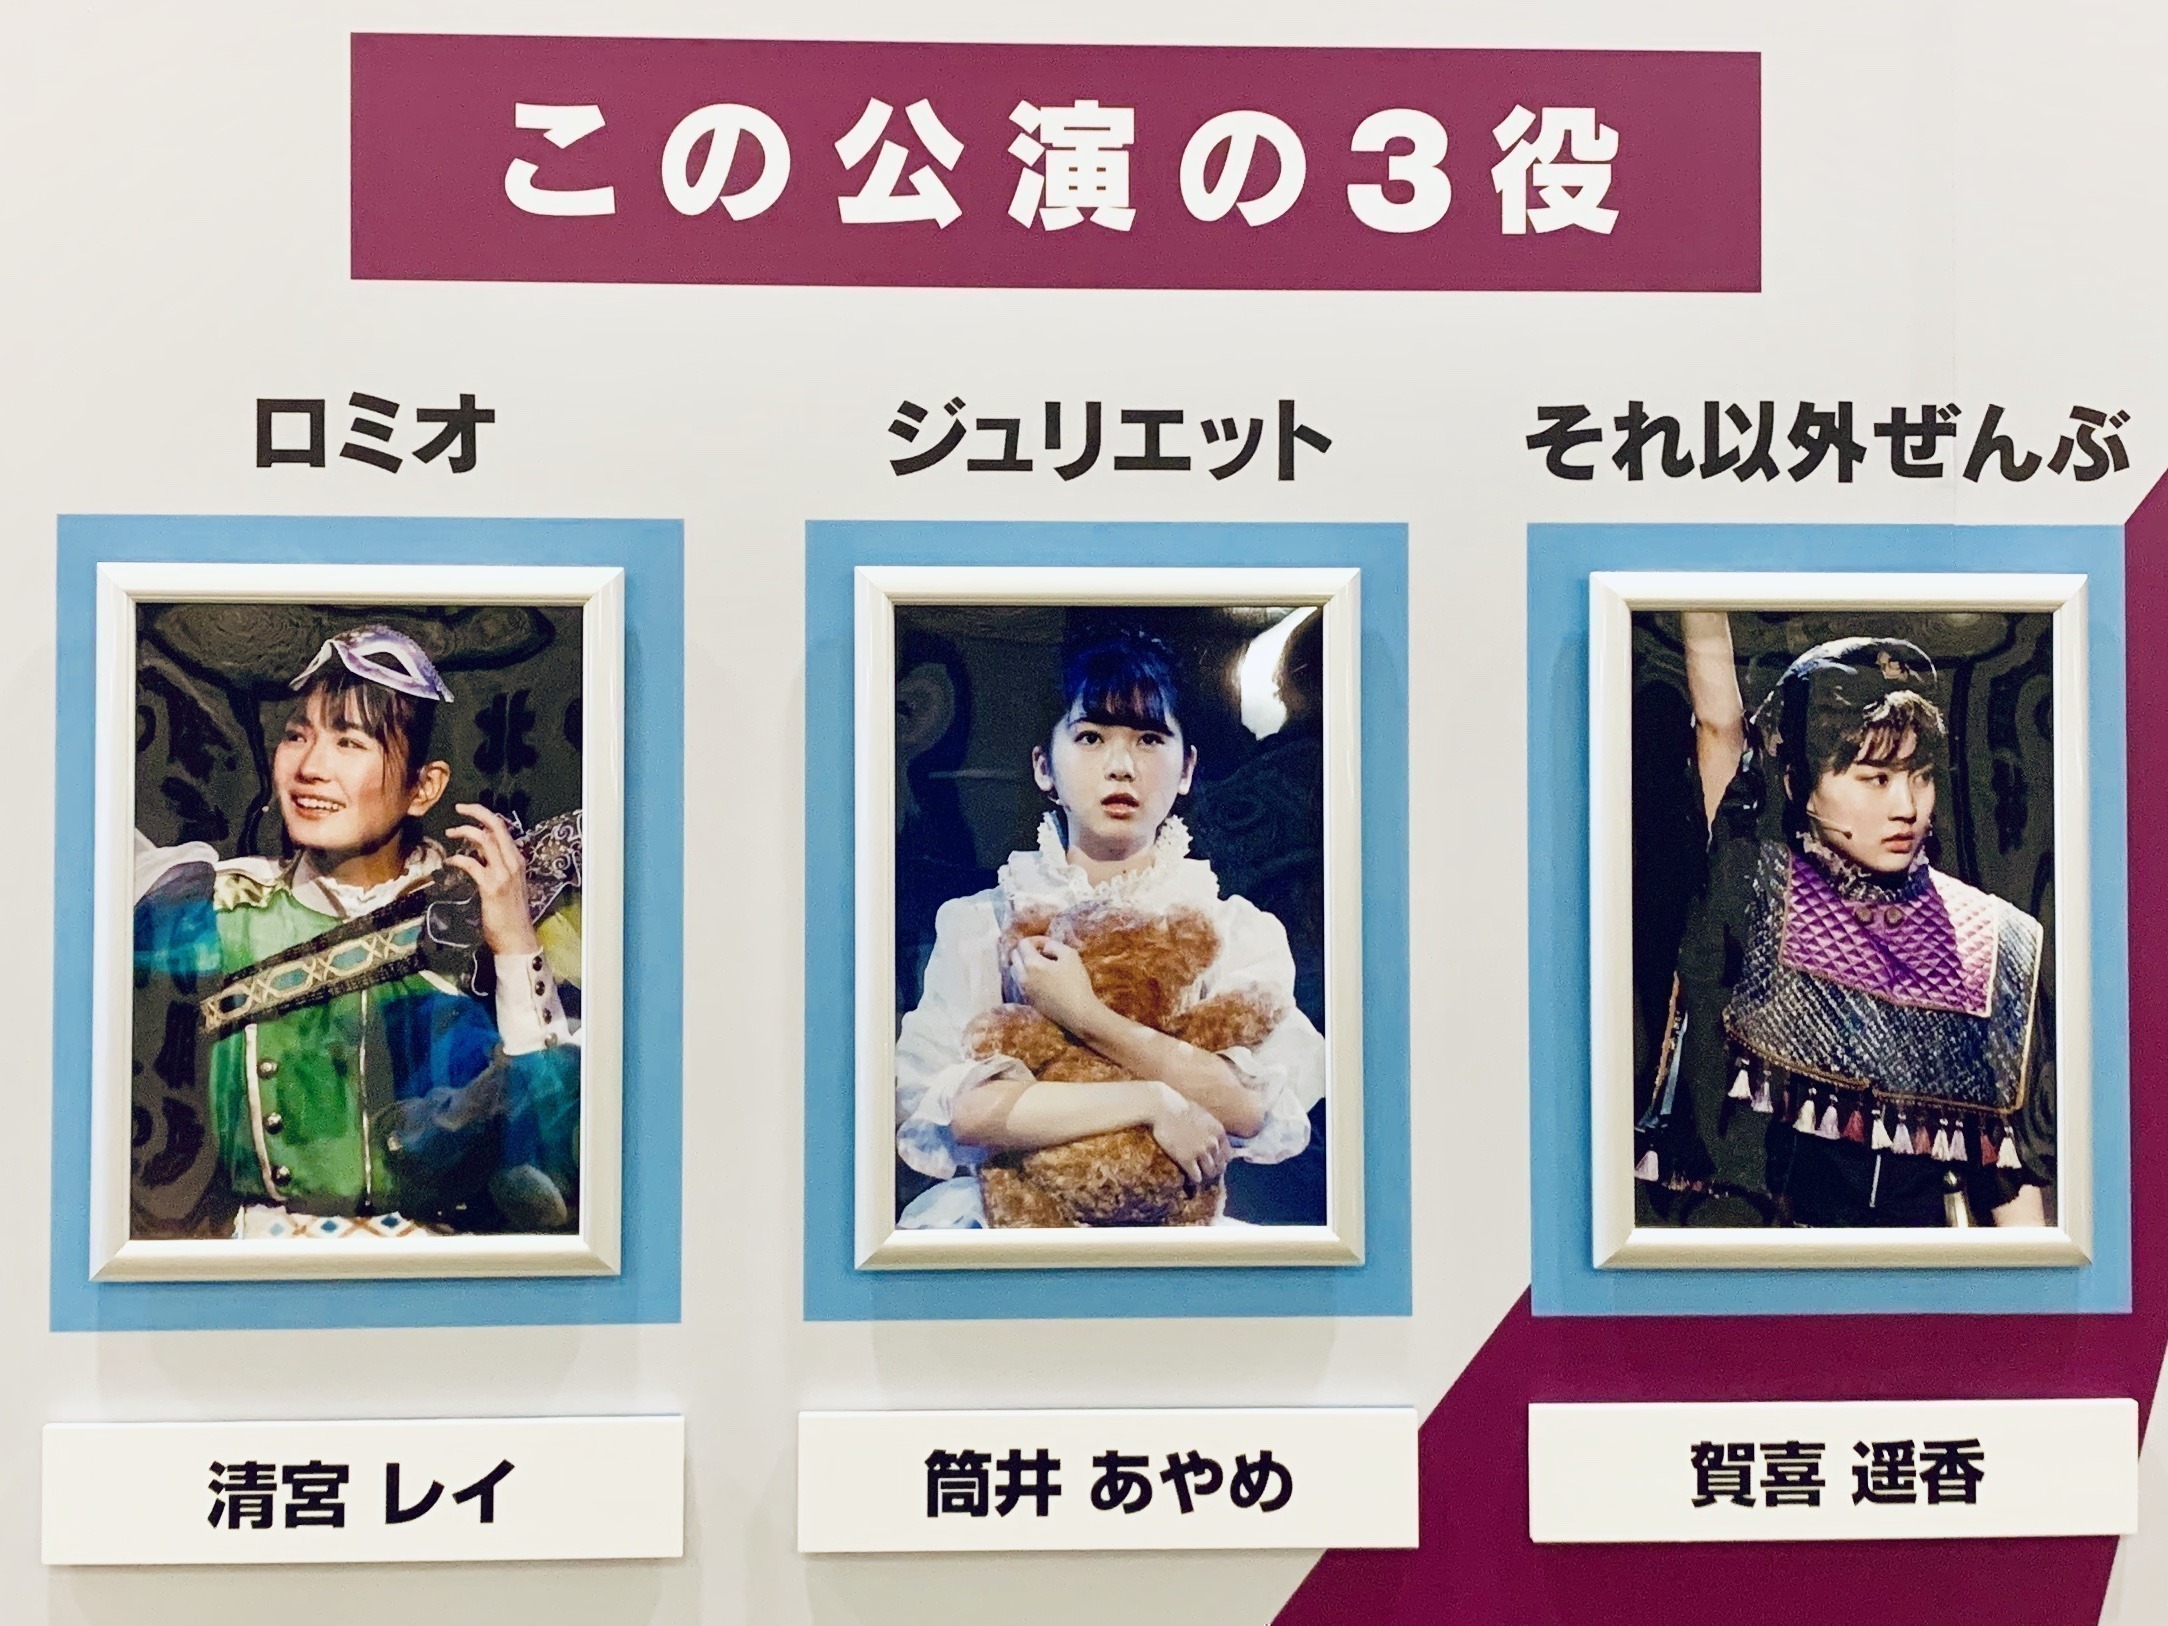 この公演の3役
ロミオ
ジュリエット
それ以外ぜんぶ
清宮 レイ
筒井 あやめ
賀喜 遥香